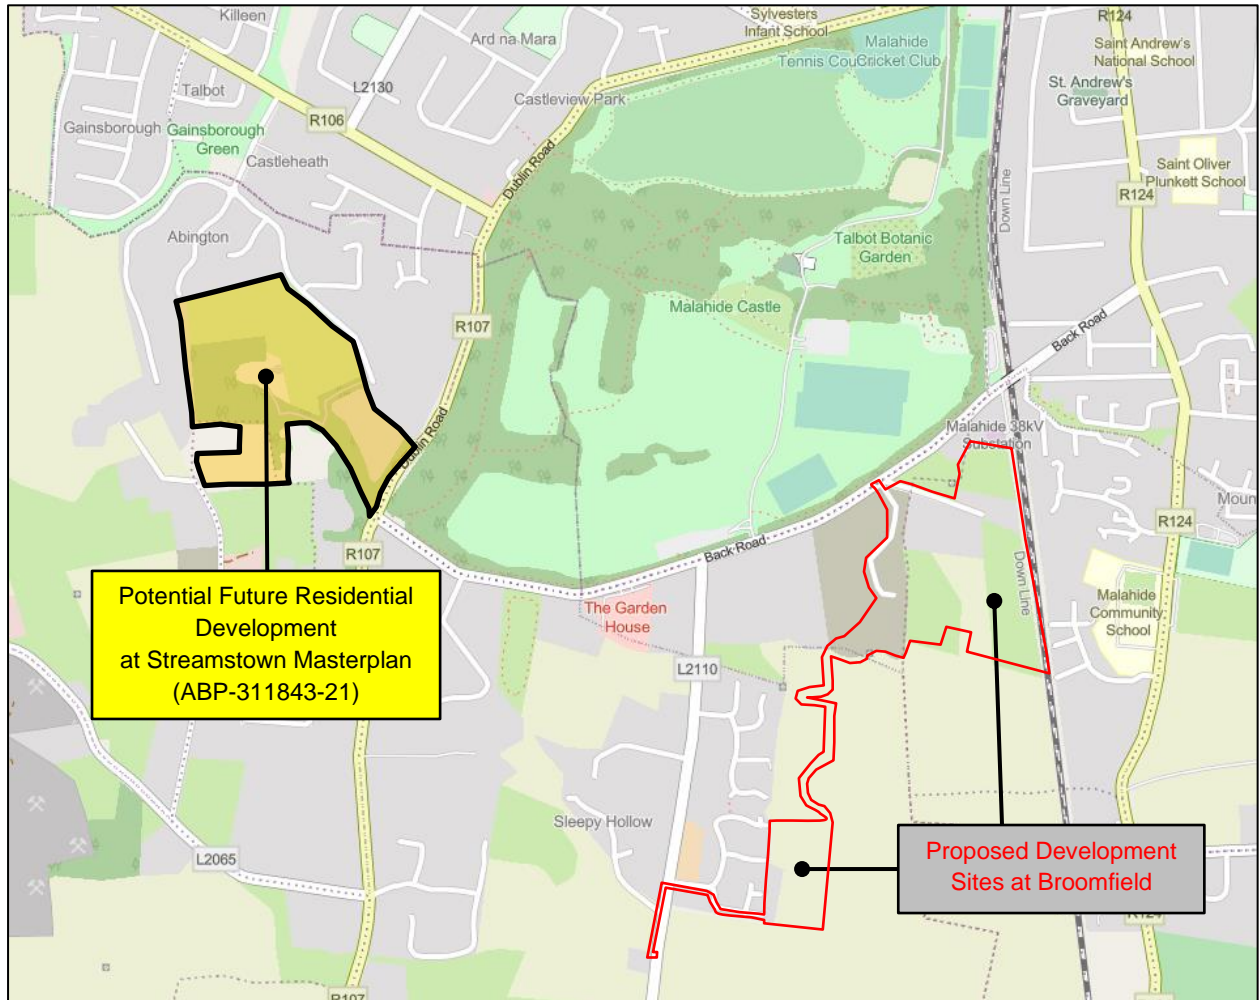 Killeen
Sylvesters
Infant School
R124
Ard na Mara
Malahide
Tennis Cou
Cricket Club
Saint Andrew's
National School
L2130
Talbot
Castleview Park
St. Andrew's
Graveyard
R106
Gainsborough
Gainsborough
Green
Castleheath
Saint Oliver
Plunkett School
Dublin Road
Down Line
R124
Abington
Talbot Botanic
Garden
Malahide Castle
R107
Back Road
Dublin Road
Malahide 38kV
Substation
Moun
R124
R107
Back Road
Down Line
Potential Future Residential
Development
at Streamstown Masterplan
(ABP-311843-21)
The Garden
House
Malahide
Community
School
L2110
Sleepy Hollow
L2065
Proposed Development
Sites at Broomfield
R124
R107